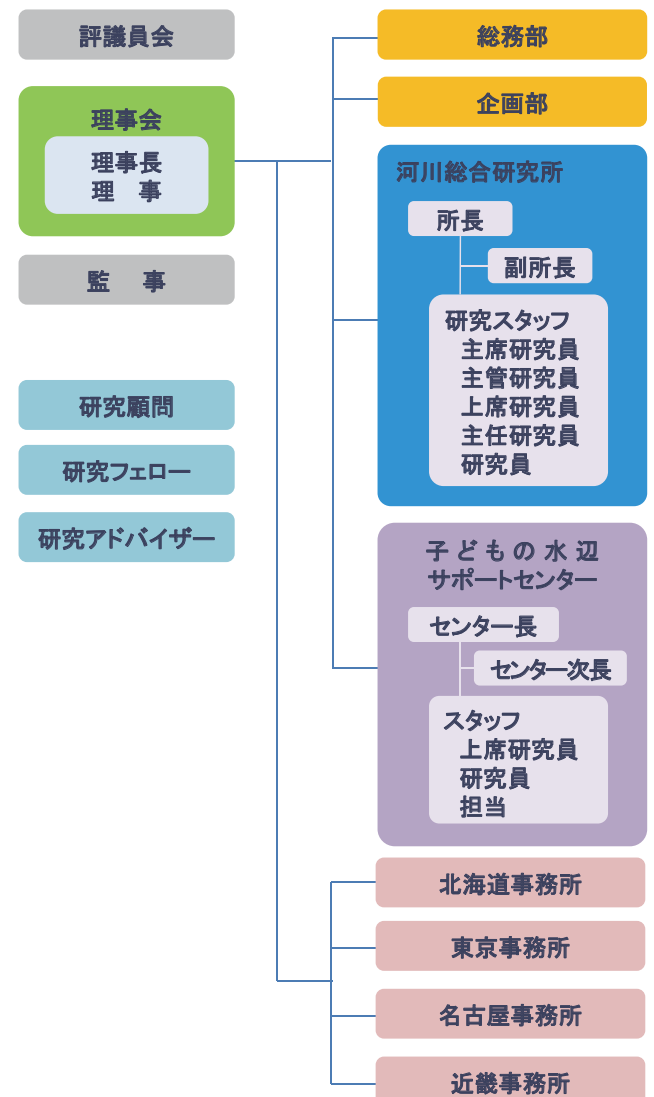 評議員会
理事会
理事長
理　事
監　事
研究顧問
研究フェロー
研究アドバイザー
総務部
企画部
河川総合研究所
所長
副所長
研究スタッフ
主席研究員
主管研究員
上席研究員
主任研究員
研究員
子どもの水辺
サポートセンター
センター長
センター次長
スタッフ
上席研究員
研究員
担当
北海道事務所
東京事務所
名古屋事務所
近畿事務所